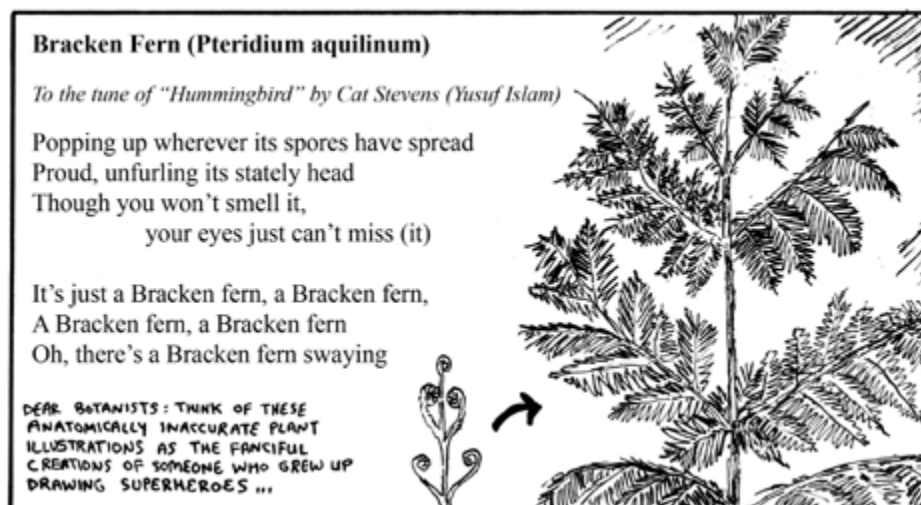 Bracken Fern (Pteridium aquilinum)
To the tune of "Hummingbird" by Cat Stevens (Yusuf Islam)
Popping up wherever its spores have spread
Proud, unfurling its stately head
Though you won't smell it,
your eyes just can't miss (it)
It's just a Bracken fern, a Bracken fern,
A Bracken fern, a Bracken fern
Oh, there's a Bracken fern swaying
DEAR BOTANISTS: THINK OF THESE
ANATOMICALLY INACCURATE PLANT
ILLUSTRATIONS AS THE FANCIFUL
CREATIONS OF SOMEONE WHO GREW UP
DRAWING SUPERHEROES...